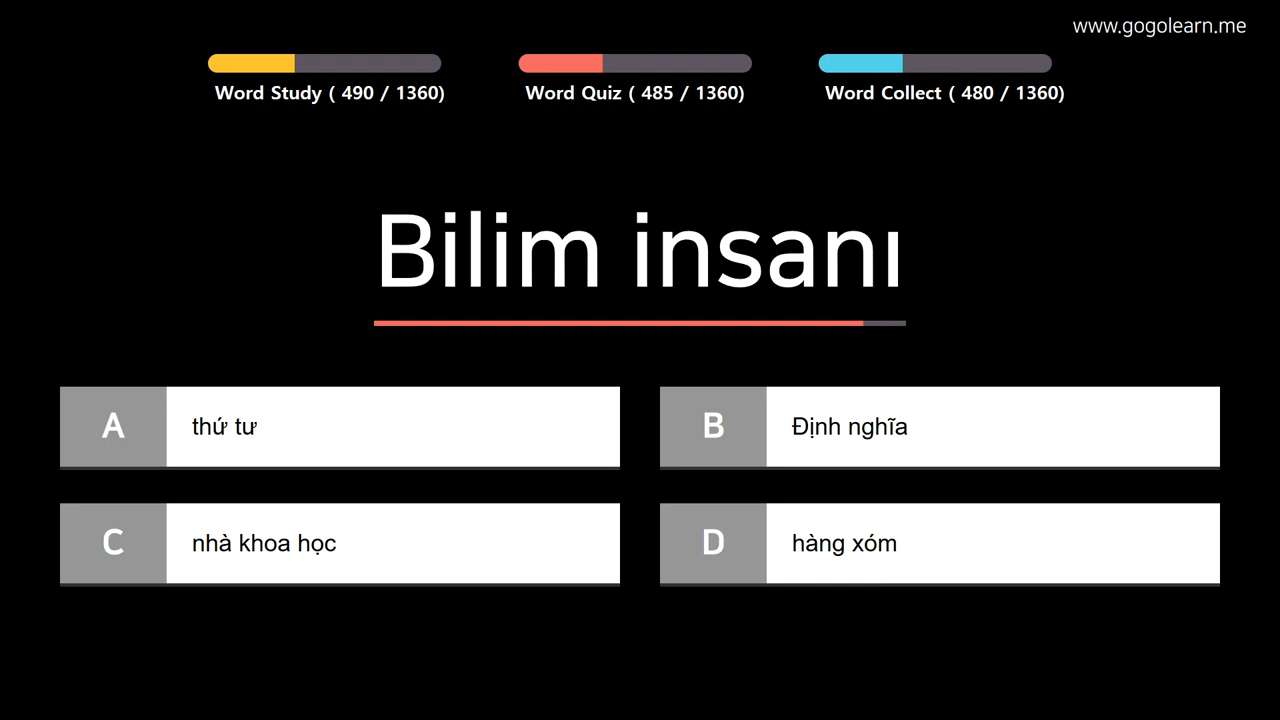 www.gogolearn.me
Word Study ( 490 / 1360)
Word Quiz ( 485 / 1360)
Word Collect ( 480 / 1360)
Bilim insanı
A
thứ tư
B
Định nghĩa
C
nhà khoa học
D
hàng xóm